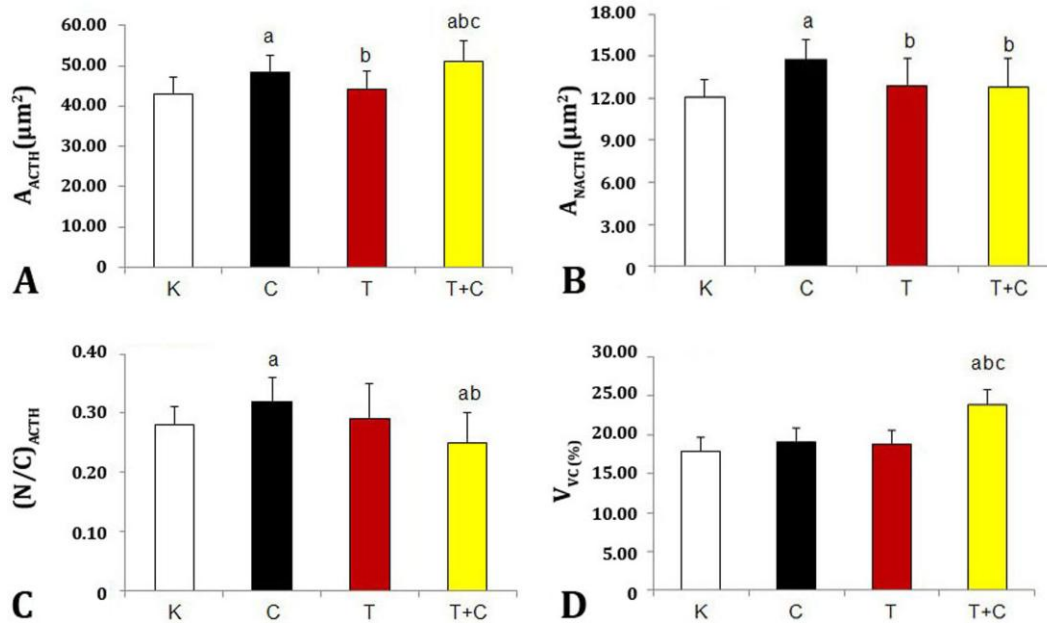 60.00
50.00
40.00
30.00
20.00
10.00
0
A_ACTH(µm²)
a
b
abc
K C T T+C
A
18.00
15.00
12.00
9.00
6.00
3.00
0
A_NACTH(µm²)
a
b
b
K C T T+C
B
0.40
0.30
0.20
0.10
0
(N/C)_ACTH
a
ab
K C T T+C
C
30.00
25.00
20.00
15.00
10.00
5.00
0
V_VC(%)
abc
K C T T+C
D